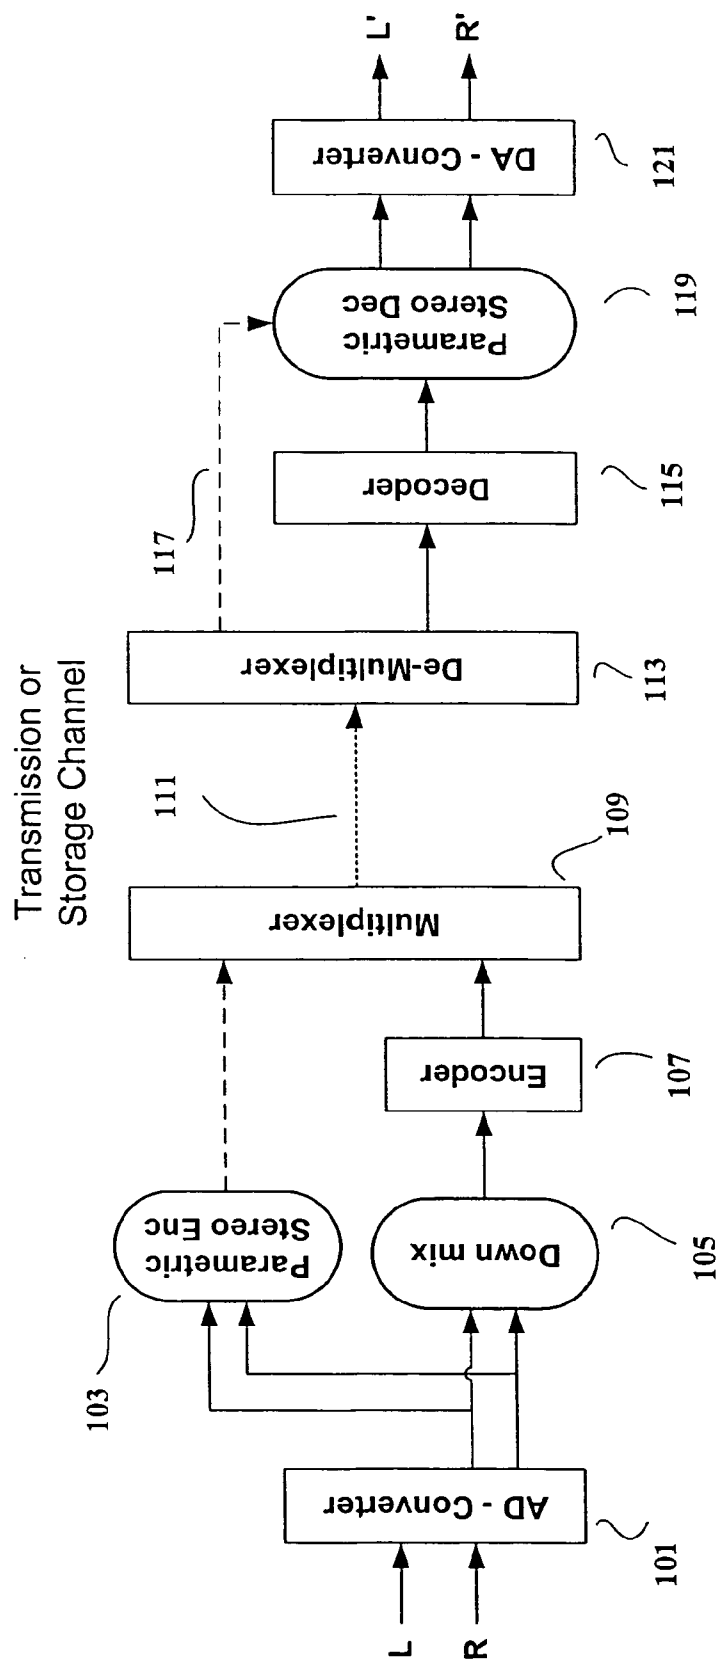 L
R
AD - Converter
101
103
Parametric
Stereo Enc
Down mix
105
Encoder
107
Multiplexer
109
Transmission or
Storage Channel
111
De-Multiplexer
113
117
Decoder
115
Parametric
Stereo Dec
119
DA - Converter
121
L'
R'